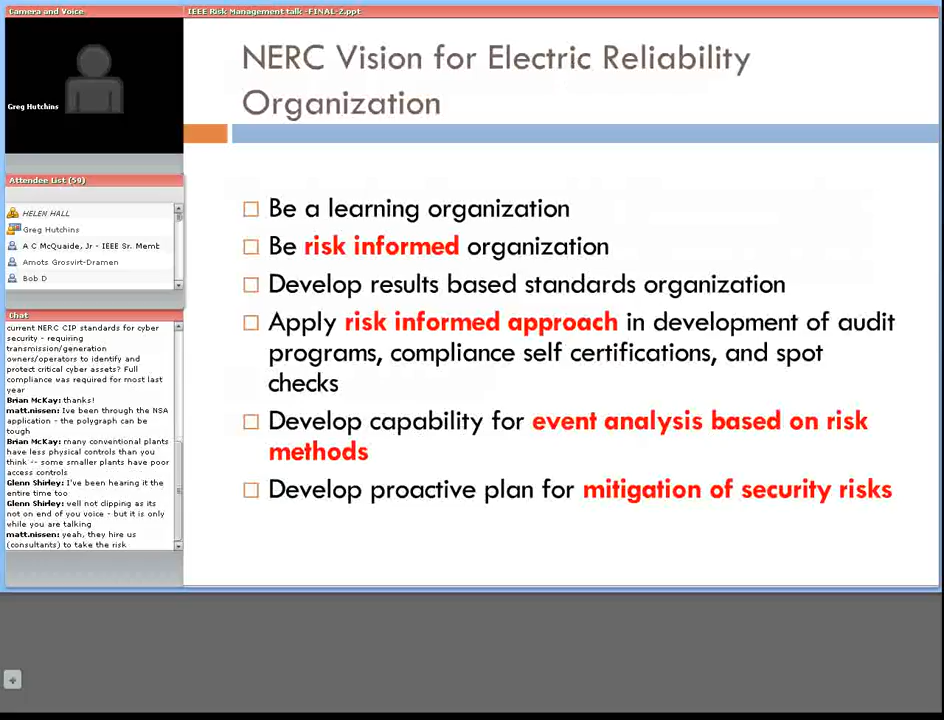 Camera and Voice
IEEE Risk Management talk -FINAL-2.ppt
Greg Hutchins
Attendee List (59)
HELEN HALL
Greg Hutchins
A C McQuaide, Jr - IEEE Sr. Memb
Arnots Grosvirt-Dramen
Bob D
Chat
current NERC CIP standards for cyber
security - requiring
transmission/generation
owners/operators to identify and
protect critical cyber assets? Full
compliance was required for most last
year
Brian McKay: thanks!
matt.nissen: Ive been through the NSA
application - the polygraph can be
tough
Brian McKay: many conventional plants
have less physical controls than you
think -- some smaller plants have poor
access controls
Glenn Shirley: I've been hearing it the
entire time too
Glenn Shirley: well not clipping as its
not on end of you voice - but it is only
while you are talking
matt.nissen: yeah, they hire us
(consultants) to take the risk
NERC Vision for Electric Reliability
Organization
Be a learning organization
Be risk informed organization
Develop results based standards organization
Apply risk informed approach in development of audit
programs, compliance self certifications, and spot
checks
Develop capability for event analysis based on risk
methods
Develop proactive plan for mitigation of security risks